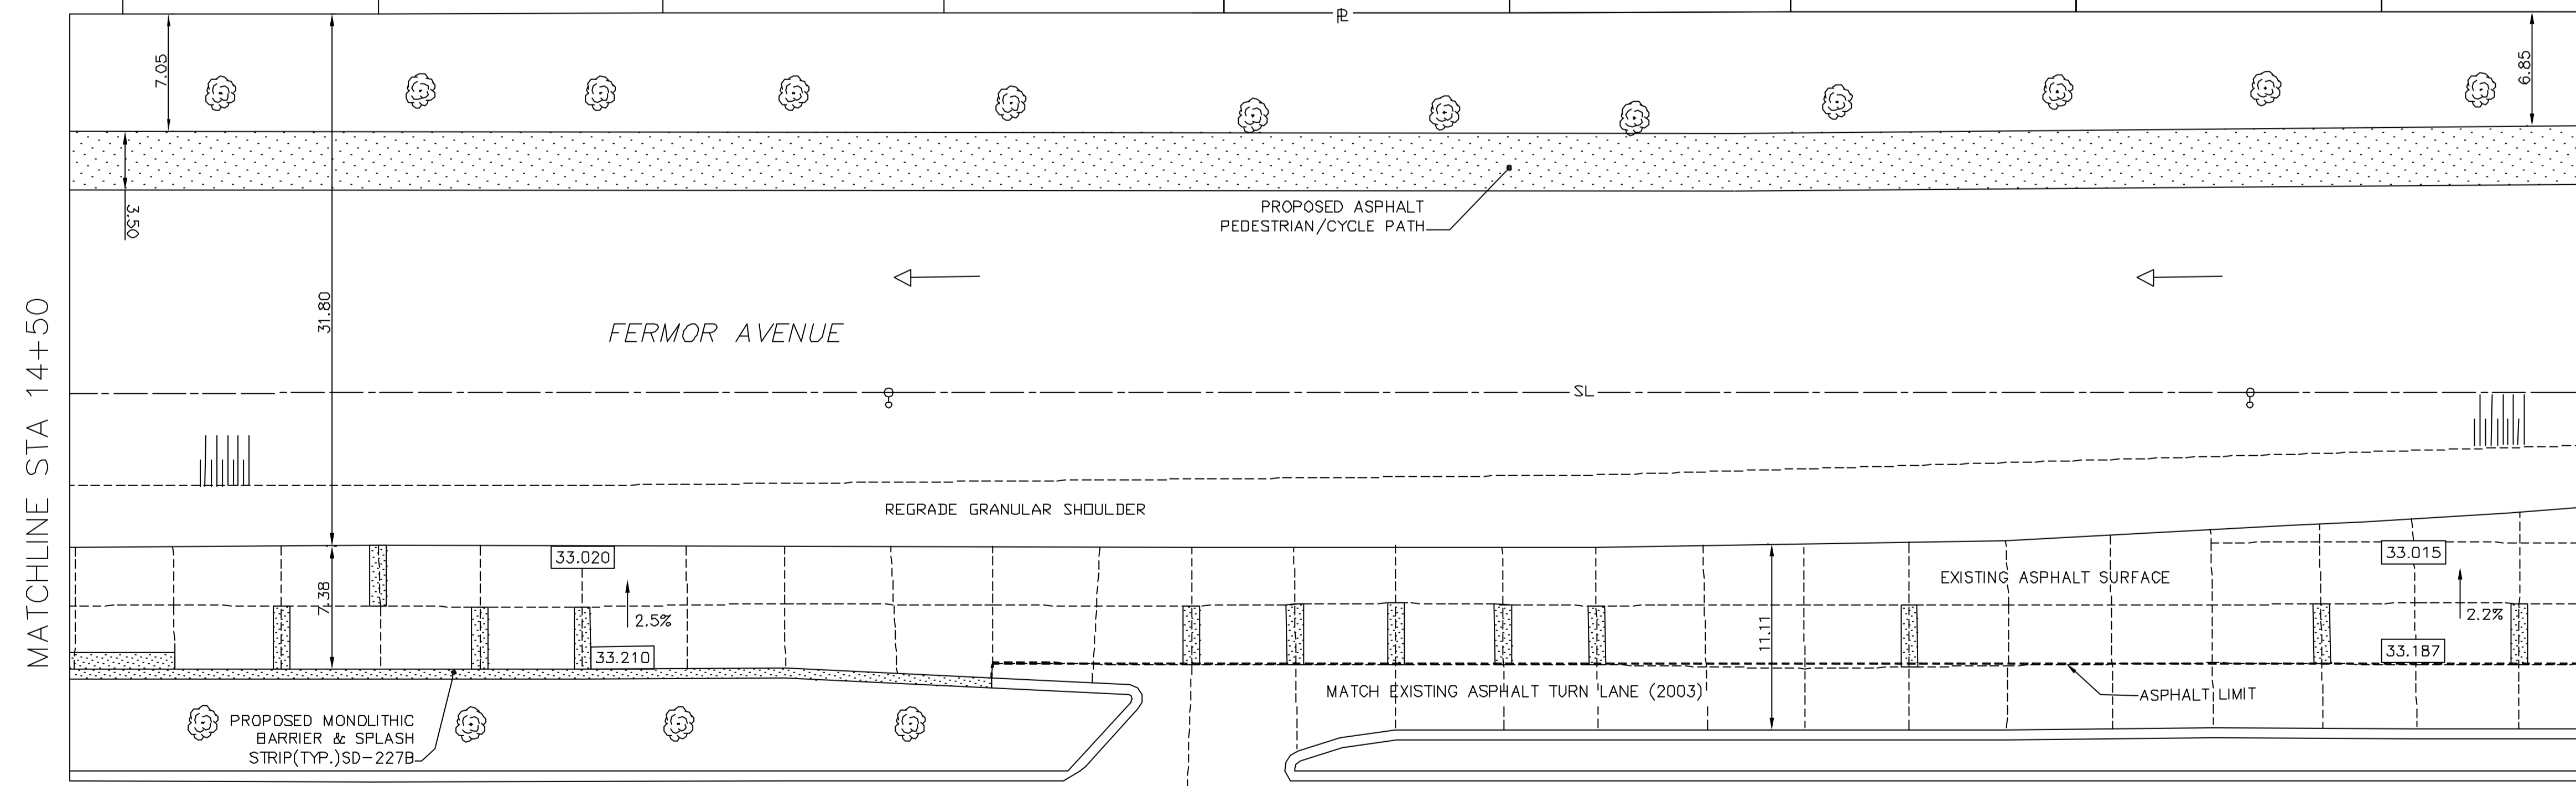 PL
7.05
6.85
3.50
PROPOSED ASPHALT
PEDESTRIAN/CYCLE PATH
31.80
FERMOR AVENUE
MATCHLINE STA 14+50
SL
REGRADE GRANULAR SHOULDER
33.020
33.015
EXISTING ASPHALT SURFACE
7.38
2.5%
2.2%
11.11
33.210
33.187
MATCH EXISTING ASPHALT TURN LANE (2003)
ASPHALT LIMIT
PROPOSED MONOLITHIC
BARRIER & SPLASH
STRIP(TYP.)SD-227B